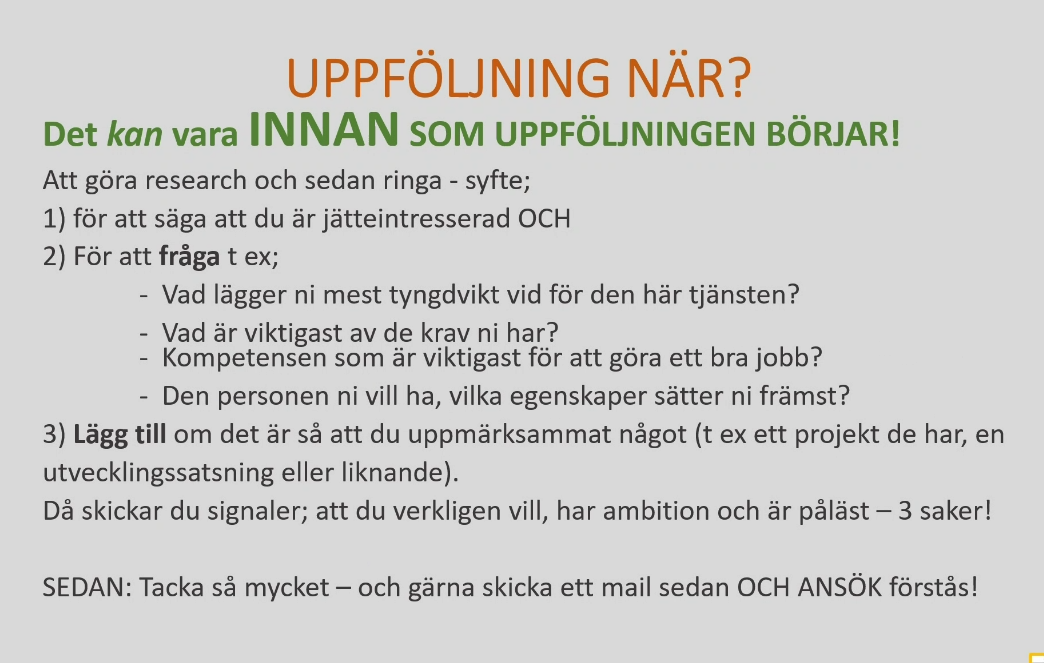 UPPFÖLJNING NÄR?
Det kan vara INNAN SOM UPPFÖLJNINGEN BÖRJAR!
Att göra research och sedan ringa - syfte;
1) för att säga att du är jätteintresserad OCH
2) För att fråga t ex;
- Vad lägger ni mest tyngdvikt vid för den här tjänsten?
- Vad är viktigast av de krav ni har?
- Kompetensen som är viktigast för att göra ett bra jobb?
- Den personen ni vill ha, vilka egenskaper sätter ni främst?
3) Lägg till om det är så att du uppmärksammat något (t ex ett projekt de har, en
utvecklingssatsning eller liknande).
Då skickar du signaler; att du verkligen vill, har ambition och är påläst – 3 saker!
SEDAN: Tacka så mycket – och gärna skicka ett mail sedan OCH ANSÖK förstås!